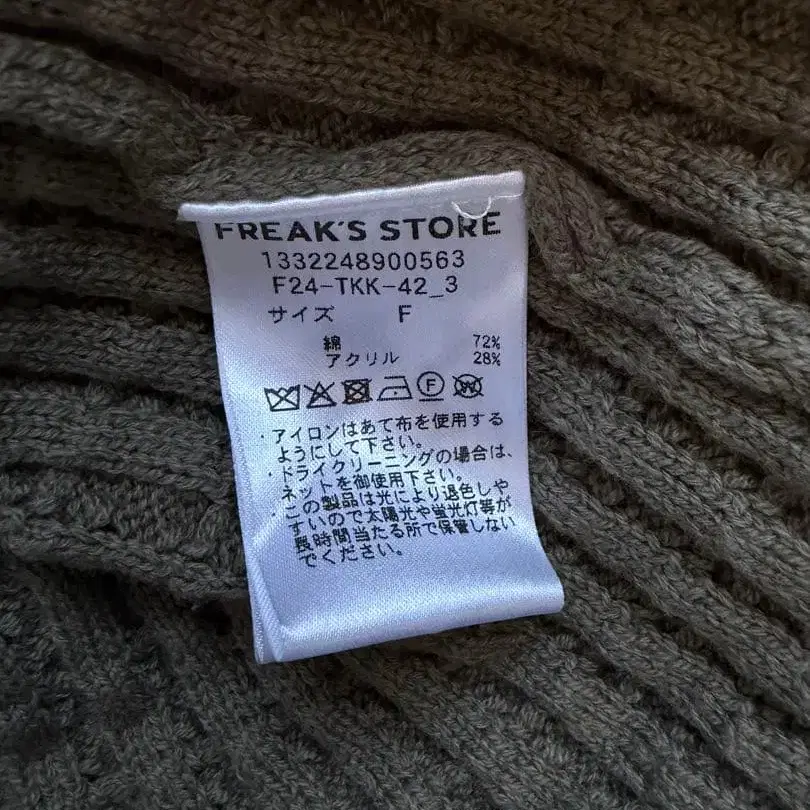 FREAK'S STORE
1332248900563
F24-TKK-42_3
サイズ F
綿 72%
アクリル 28%
F W
・アイロンはあて布を使用する
ようにして下さい。
・ドライクリーニングの場合は、
ネットを御使用下さい。
・この製品は光により退色しや
すいので太陽光や蛍光灯等が
長時間当たる所で保管しない
でください。